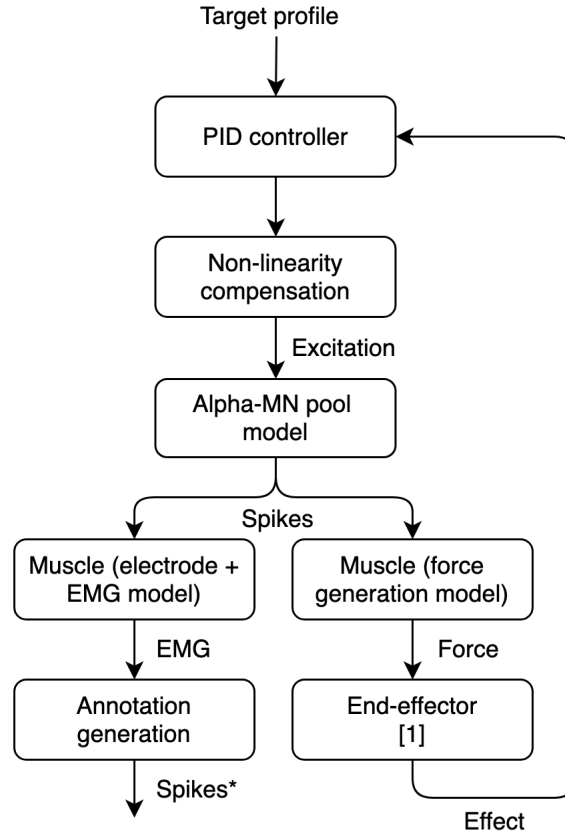 Target profile
PID controller
Non-linearity
compensation
Excitation
Alpha-MN pool
model
Spikes
Muscle (electrode +
EMG model)
Muscle (force
generation model)
EMG
Force
Annotation
generation
End-effector
[1]
Spikes*
Effect